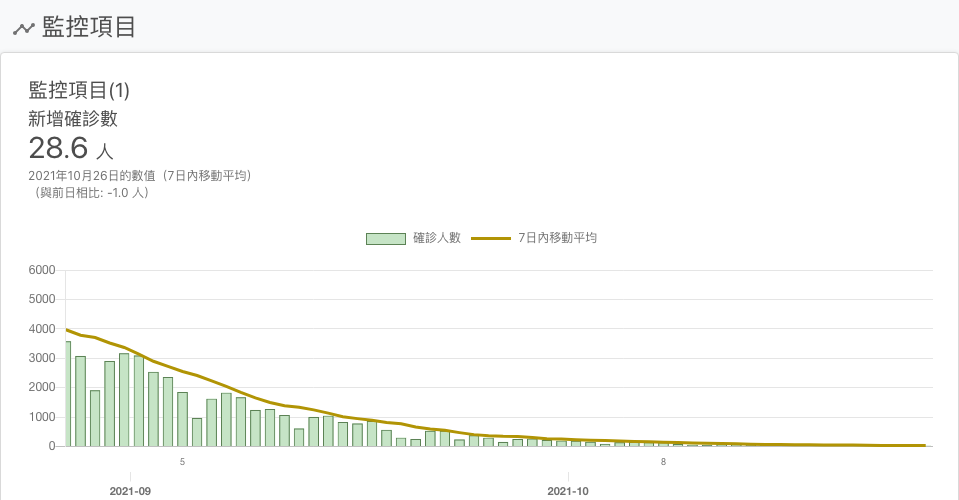 監控項目
監控項目(1)
新增確診數
28.6 人
2021年10月26日的數值（7日內移動平均）
（與前日相比: -1.0 人）
確診人數 7日內移動平均
6000
5000
4000
3000
2000
1000
0
5 8
2021-09 2021-10